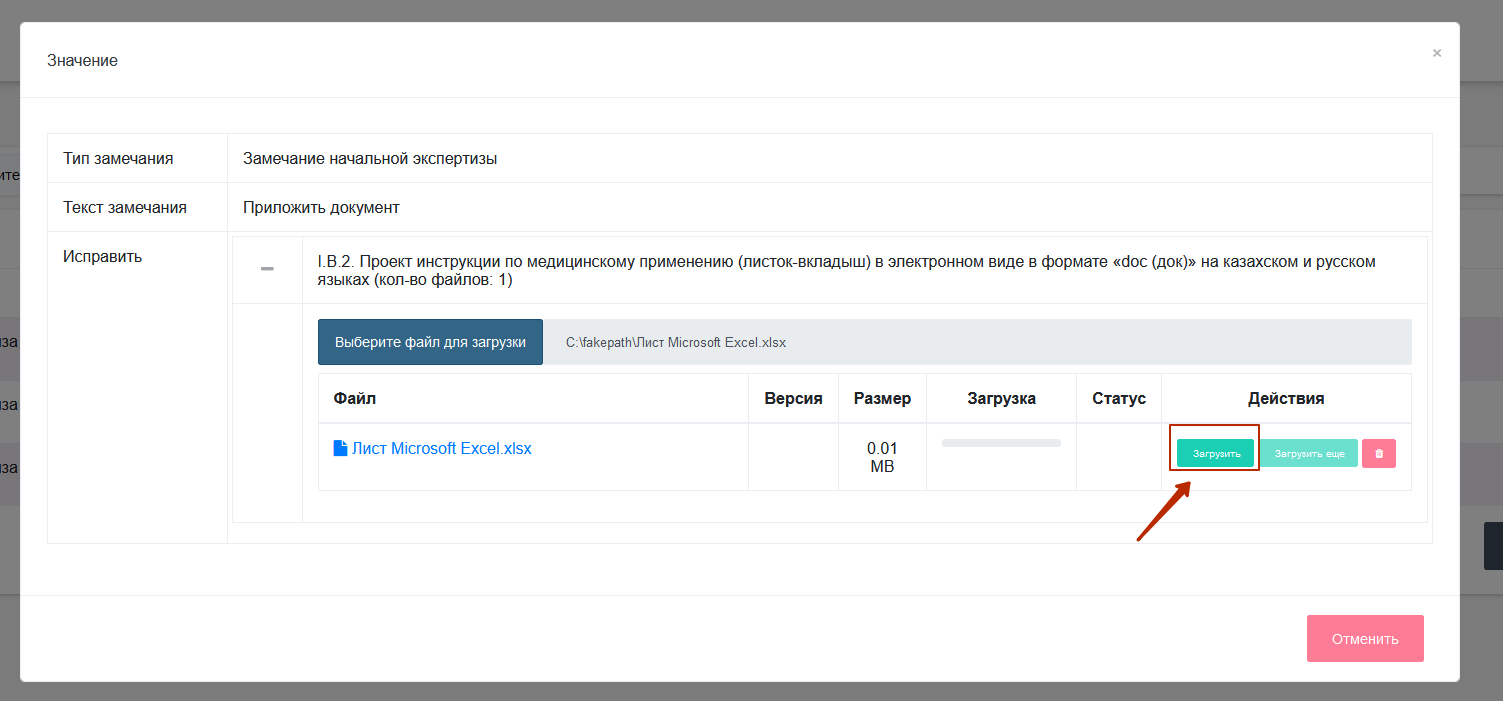 Значение
×
Тип замечания
Замечание начальной экспертизы
Текст замечания
Приложить документ
Исправить
I.B.2. Проект инструкции по медицинскому применению (листок-вкладыш) в электронном виде в формате «doc (док)» на казахском и русском
языках (кол-во файлов: 1)
Выберите файл для загрузки
C:\fakepath\Лист Microsoft Excel.xlsx
Файл
Версия
Размер
Загрузка
Статус
Действия
Лист Microsoft Excel.xlsx
0.01
MB
Загрузить
Загрузить еще
Отменить